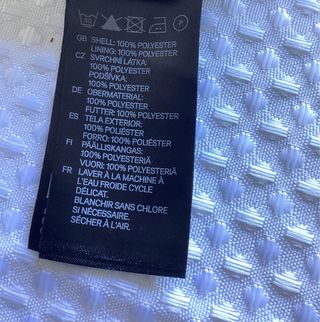 GB SHELL: 100% POLYESTER
LINING: 100% POLYESTER
CZ SVRCHNÍ LÁTKA:
100% POLYESTER
PODŠÍVKA:
100% POLYESTER
DE OBERMATERIAL:
100% POLYESTER
FUTTER: 100% POLYESTER
ES TELA EXTERIOR:
100% POLIÉSTER
FORRO: 100% POLIÉSTER
FI PÄÄLLISKANGAS:
100% POLYESTERIÄ
VUORI: 100% POLYESTERIÄ
FR LAVER À LA MACHINE À
L'EAU FROIDE CYCLE
DÉLICAT.
BLANCHIR SANS CHLORE
SI NÉCESSAIRE.
SÉCHER À L'AIR.